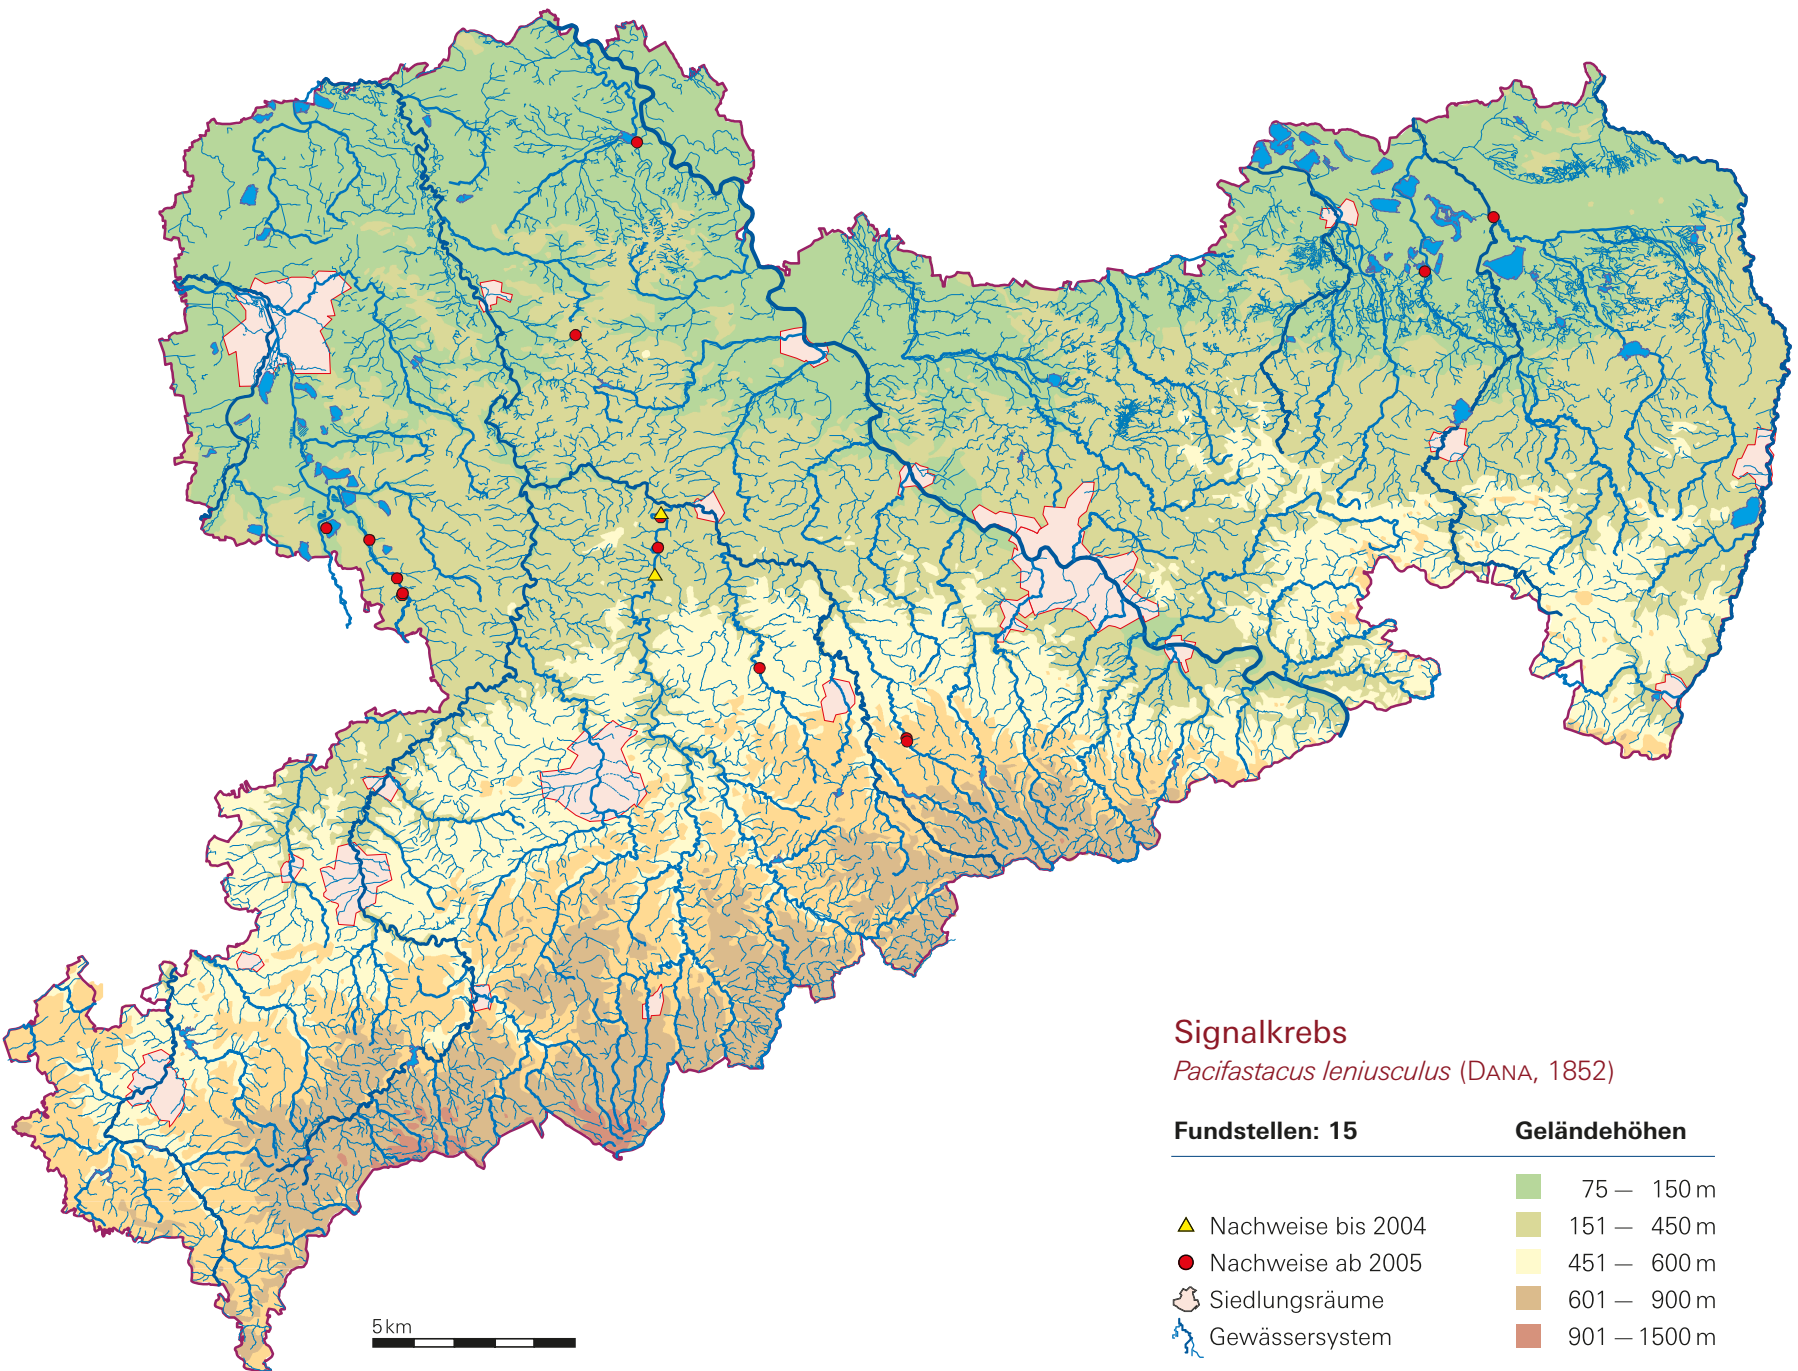 Signalkrebs
Pacifastacus leniusculus (DANA, 1852)
Fundstellen: 15
Geländehöhen
75 — 150 m
Nachweise bis 2004
151 — 450 m
Nachweise ab 2005
451 — 600 m
Siedlungsräume
601 — 900 m
Gewässersystem
901 — 1500 m
5 km